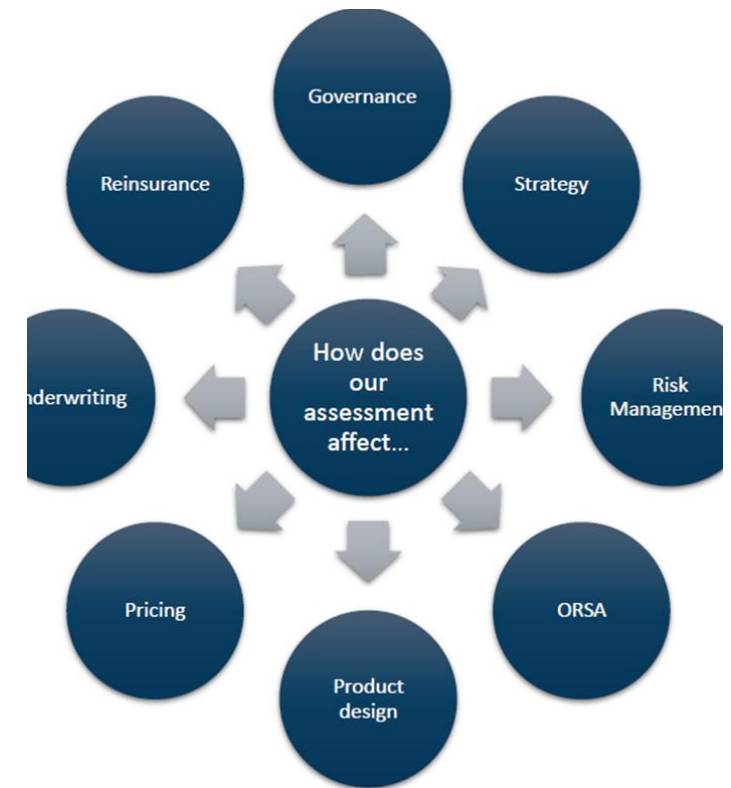 Governance
Reinsurance
Strategy
How does
our
assessment
affect...
nderwriting
Risk
Managemen
Pricing
ORSA
Product
design